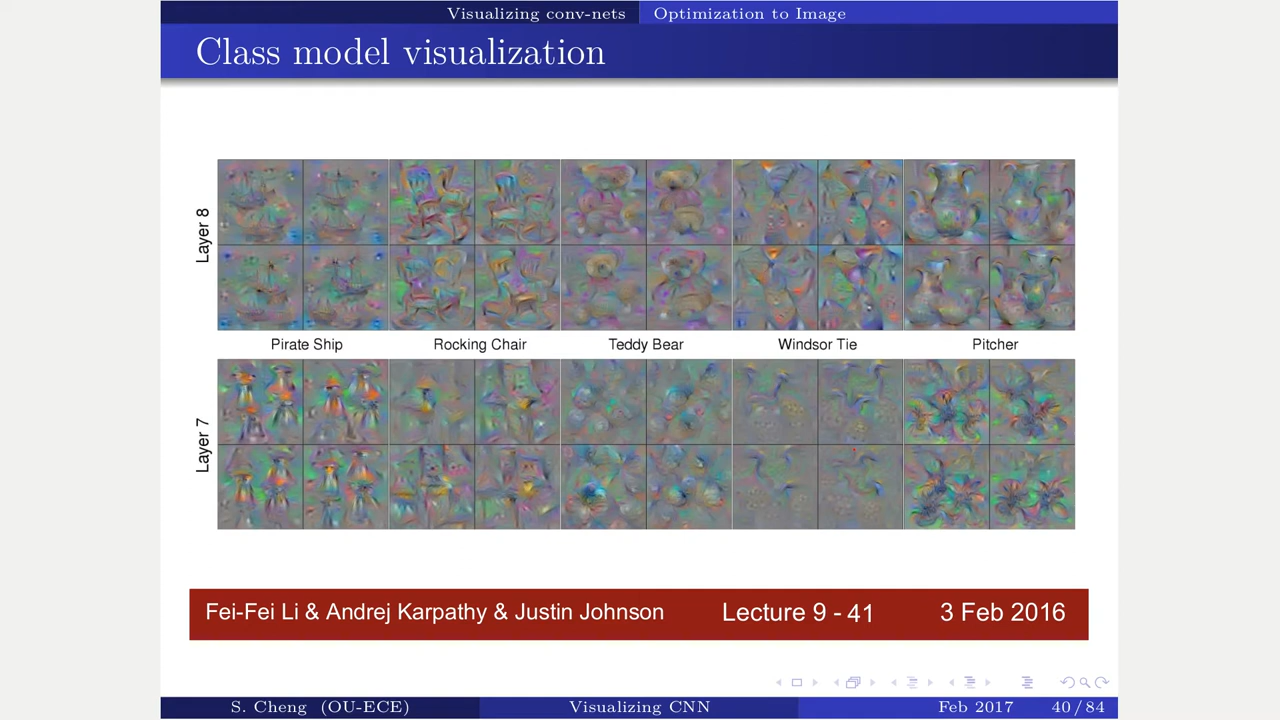 Visualizing conv-nets Optimization to Image
Class model visualization
Layer 8
Pirate Ship Rocking Chair Teddy Bear Windsor Tie Pitcher
Layer 7
Fei-Fei Li & Andrej Karpathy & Justin Johnson Lecture 9 - 41 3 Feb 2016
S. Cheng (OU-ECE) Visualizing CNN Feb 2017 40 / 84